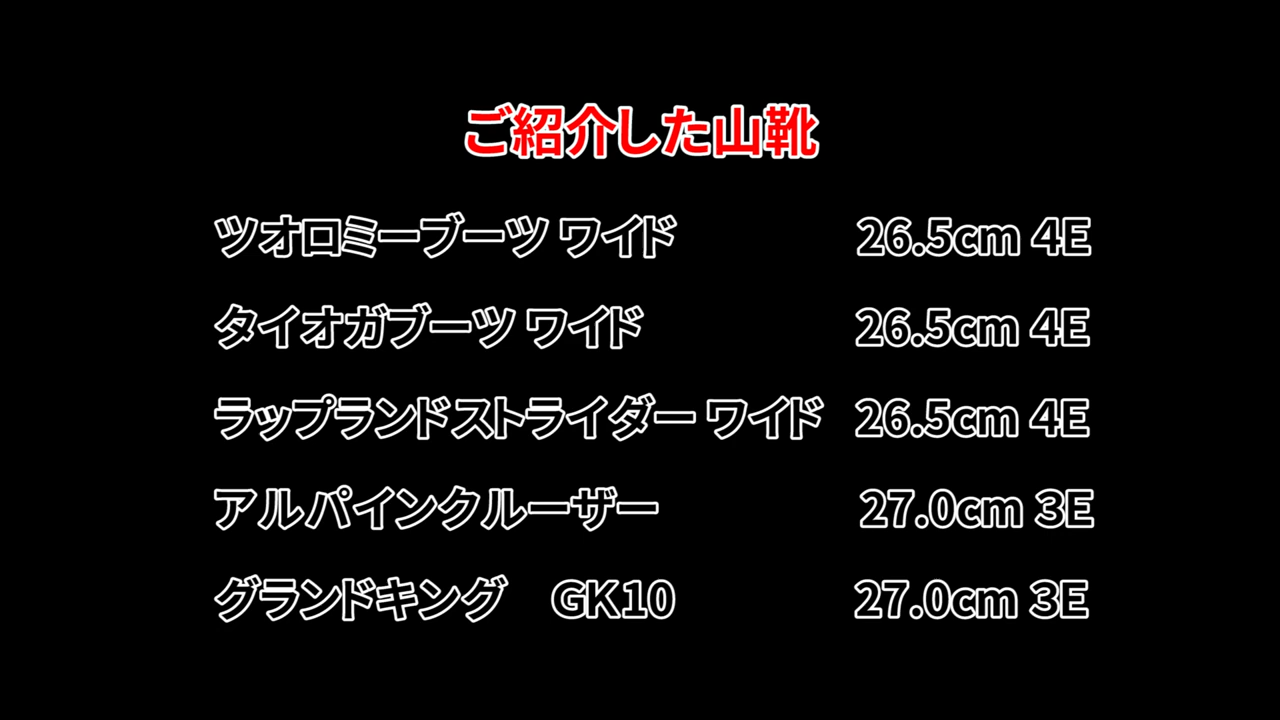 ご紹介した山靴
ツオロミーブーツ ワイド 26.5cm 4E
タイオガブーツ ワイド 26.5cm 4E
ラップランドストライダー ワイド 26.5cm 4E
アルパインクルーザー 27.0cm 3E
グランドキング GK10 27.0cm 3E